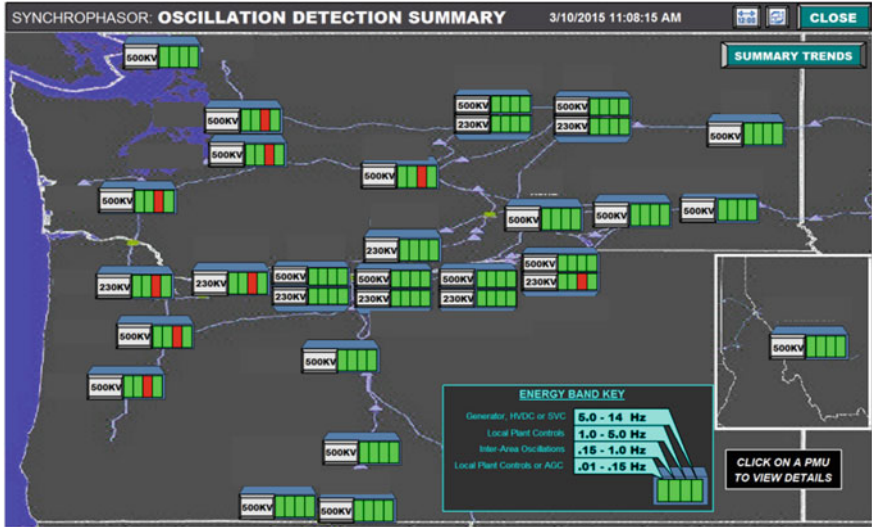 SYNCHROPHASOR: OSCILLATION DETECTION SUMMARY 3/10/2015 11:08:15 AM 12:00 CLOSE
SUMMARY TRENDS
500KV
500KV
500KV
500KV
230KV
500KV
230KV
500KV
500KV
500KV
500KV
500KV
500KV
500KV
230KV
500KV
230KV
230KV
230KV
500KV
230KV
500KV
230KV
500KV
230KV
500KV
500KV
500KV
500KV
500KV
500KV
500KV
ENERGY BAND KEY
Generator, HVDC or SVC 5.0 - 14 Hz
Local Plant Controls 1.0 - 5.0 Hz
Inter-Area Oscillations .15 - 1.0 Hz
Local Plant Controls or AGC .01 - .15 Hz
CLICK ON A PMU
TO VIEW DETAILS